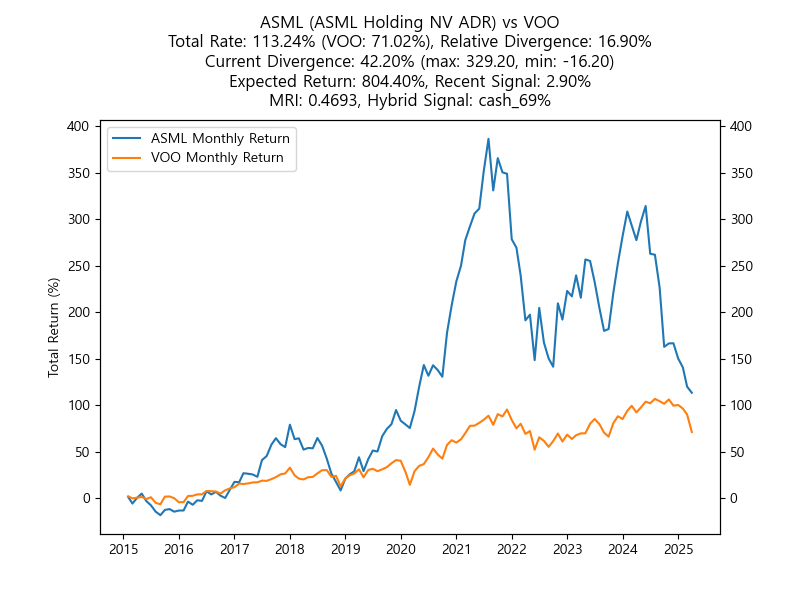 ASML (ASML Holding NV ADR) vs VOO
Total Rate: 113.24% (VOO: 71.02%), Relative Divergence: 16.90%
Current Divergence: 42.20% (max: 329.20, min: -16.20)
Expected Return: 804.40%, Recent Signal: 2.90%
MRI: 0.4693, Hybrid Signal: cash_69%
ASML Monthly Return
VOO Monthly Return
Total Return (%)
400
350
300
250
200
150
100
50
0
400
350
300
250
200
150
100
50
0
2015 2016 2017 2018 2019 2020 2021 2022 2023 2024 2025